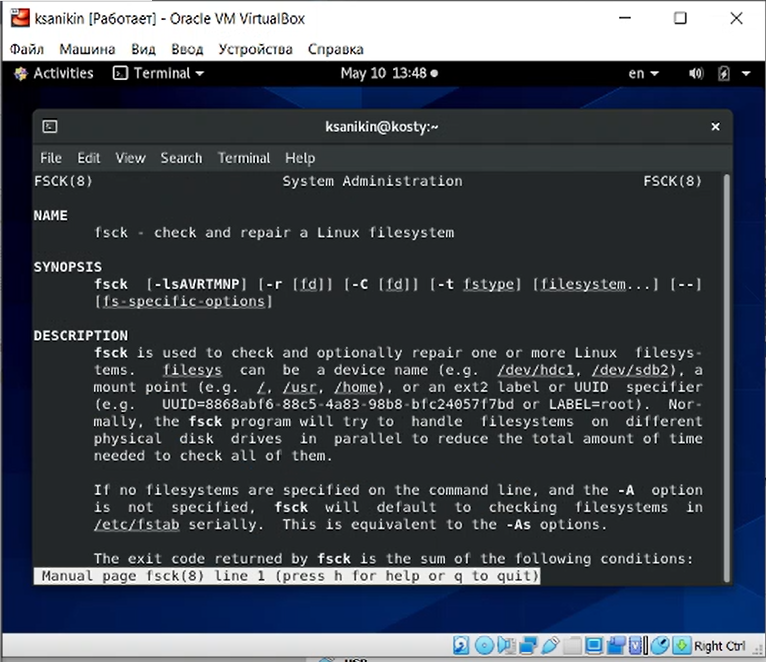 ksanikin [Работает] - Oracle VM VirtualBox
Файл Машина Вид Ввод Устройства Справка
Activities Terminal May 10 13:48 en
ksanikin@kosty:~
File Edit View Search Terminal Help
FSCK(8) System Administration FSCK(8)
NAME
fsck - check and repair a Linux filesystem
SYNOPSIS
fsck [-lsAVRTMNP] [-r [fd]] [-C [fd]] [-t fstype] [filesystem...] [--]
[fs-specific-options]
DESCRIPTION
fsck is used to check and optionally repair one or more Linux filesys-
tems. filesys can be a device name (e.g. /dev/hdc1, /dev/sdb2), a
mount point (e.g. /, /usr, /home), or an ext2 label or UUID specifier
(e.g. UUID=8868abf6-88c5-4a83-98b8-bfc24057f7bd or LABEL=root). Nor-
mally, the fsck program will try to handle filesystems on different
physical disk drives in parallel to reduce the total amount of time
needed to check all of them.
If no filesystems are specified on the command line, and the -A option
is not specified, fsck will default to checking filesystems in
/etc/fstab serially. This is equivalent to the -As options.
The exit code returned by fsck is the sum of the following conditions:
Manual page fsck(8) line 1 (press h for help or q to quit)
Right Ctrl